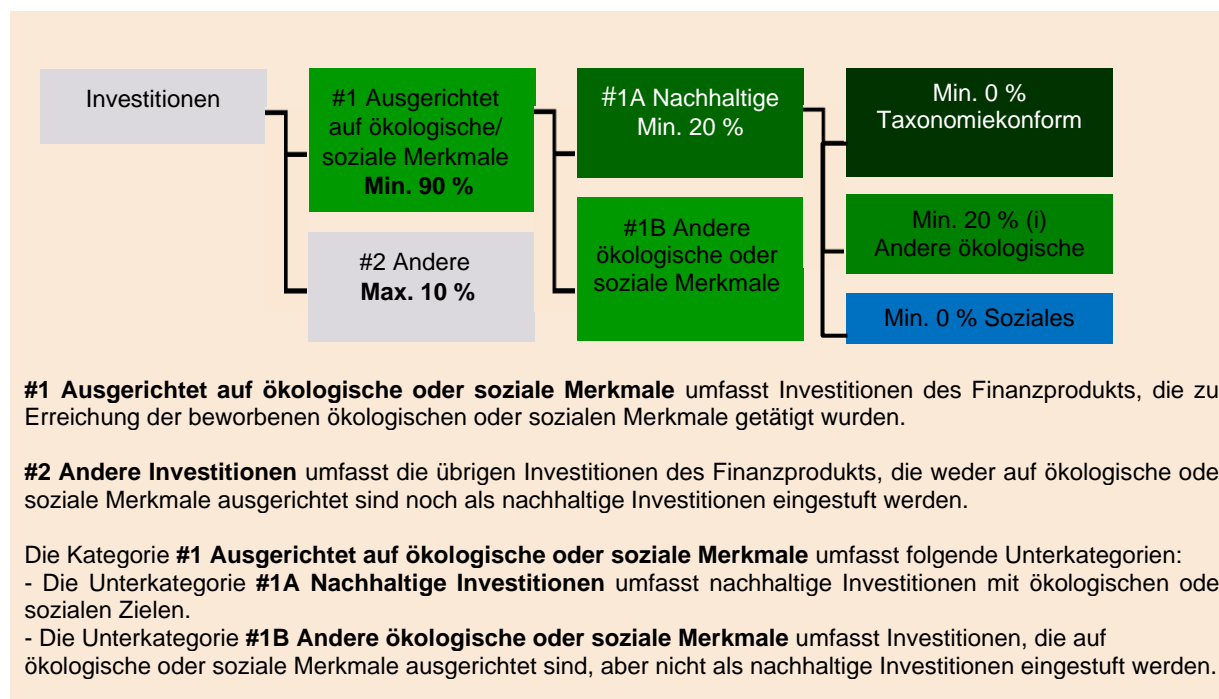 Investitionen
#1 Ausgerichtet
auf ökologische/
soziale Merkmale
Min. 90 %
#2 Andere
Max. 10 %
#1A Nachhaltige
Min. 20 %
#1B Andere
ökologische oder
soziale Merkmale
Min. 0 %
Taxonomiekonform
Min. 20 % (i)
Andere ökologische
Min. 0 % Soziales
#1 Ausgerichtet auf ökologische oder soziale Merkmale umfasst Investitionen des Finanzprodukts, die zu
Erreichung der beworbenen ökologischen oder sozialen Merkmale getätigt wurden.
#2 Andere Investitionen umfasst die übrigen Investitionen des Finanzprodukts, die weder auf ökologische ode
soziale Merkmale ausgerichtet sind noch als nachhaltige Investitionen eingestuft werden.
Die Kategorie #1 Ausgerichtet auf ökologische oder soziale Merkmale umfasst folgende Unterkategorien:
- Die Unterkategorie #1A Nachhaltige Investitionen umfasst nachhaltige Investitionen mit ökologischen ode
sozialen Zielen.
- Die Unterkategorie #1B Andere ökologische oder soziale Merkmale umfasst Investitionen, die auf
ökologische oder soziale Merkmale ausgerichtet sind, aber nicht als nachhaltige Investitionen eingestuft werden.